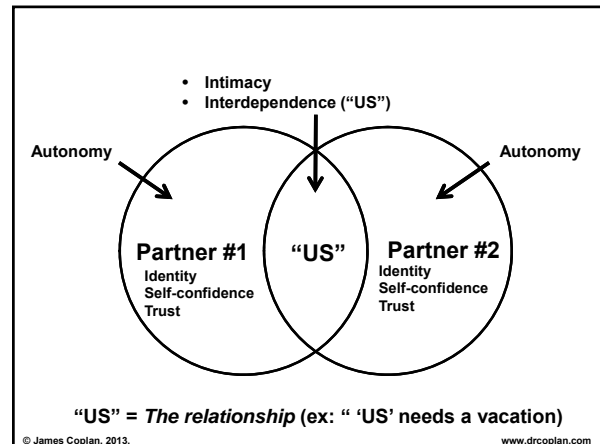 • Intimacy
• Interdependence (“US”)
Autonomy
Autonomy
Partner #1
Identity
Self-confidence
Trust
“US”
Partner #2
Identity
Self-confidence
Trust
“US” = The relationship (ex: “ ‘US’ needs a vacation)
© James Coplan, 2013.
www.drcoplan.com